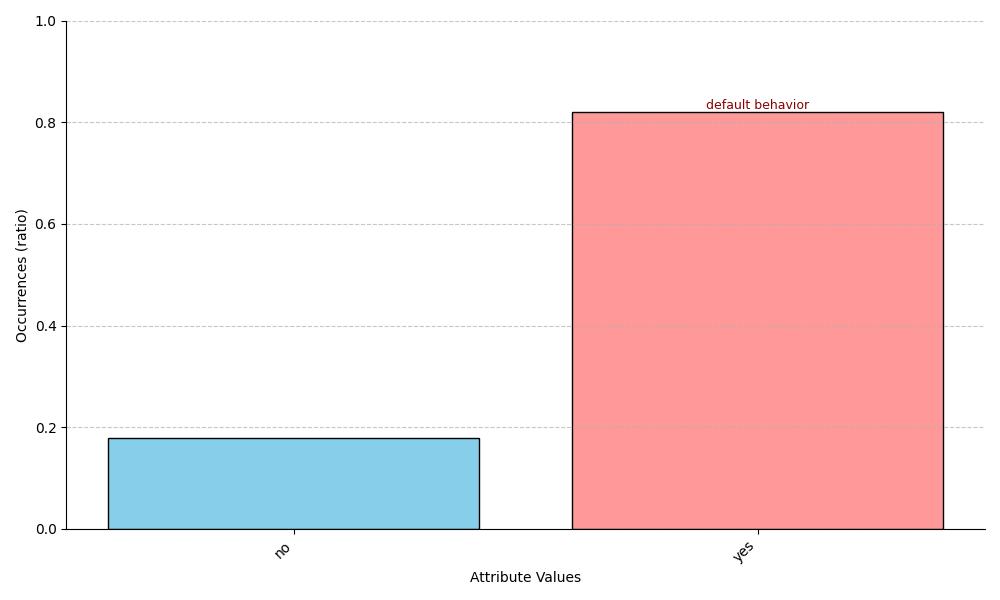 1.0
default behavior
0.8
0.6
Occurrences (ratio)
0.4
0.2
0.0
no
yes
Attribute Values